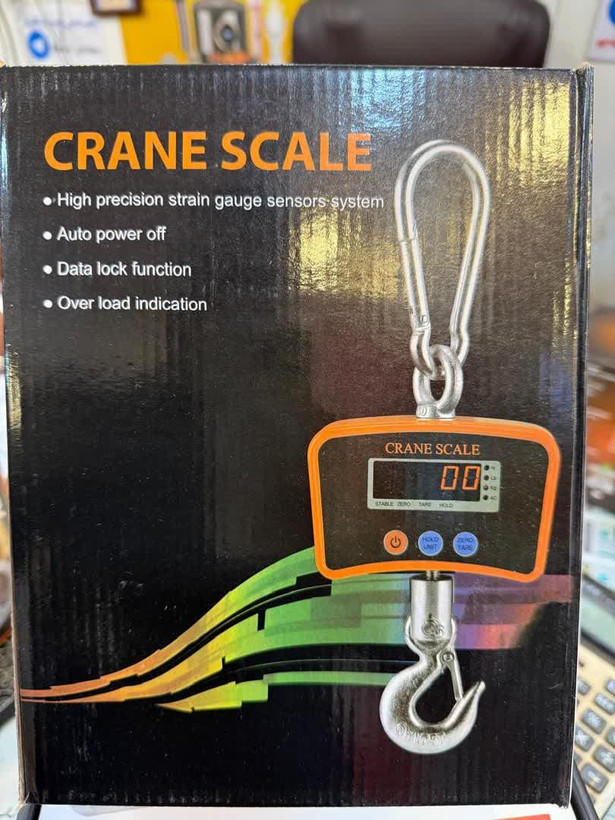 CRANE SCALE
• High precision strain gauge sensors system
• Auto power off
• Data lock function
• Over load indication
CRANE SCALE
00
STABLE ZERO TARE HOLD
HOLD
UNIT
ZERO
TARE